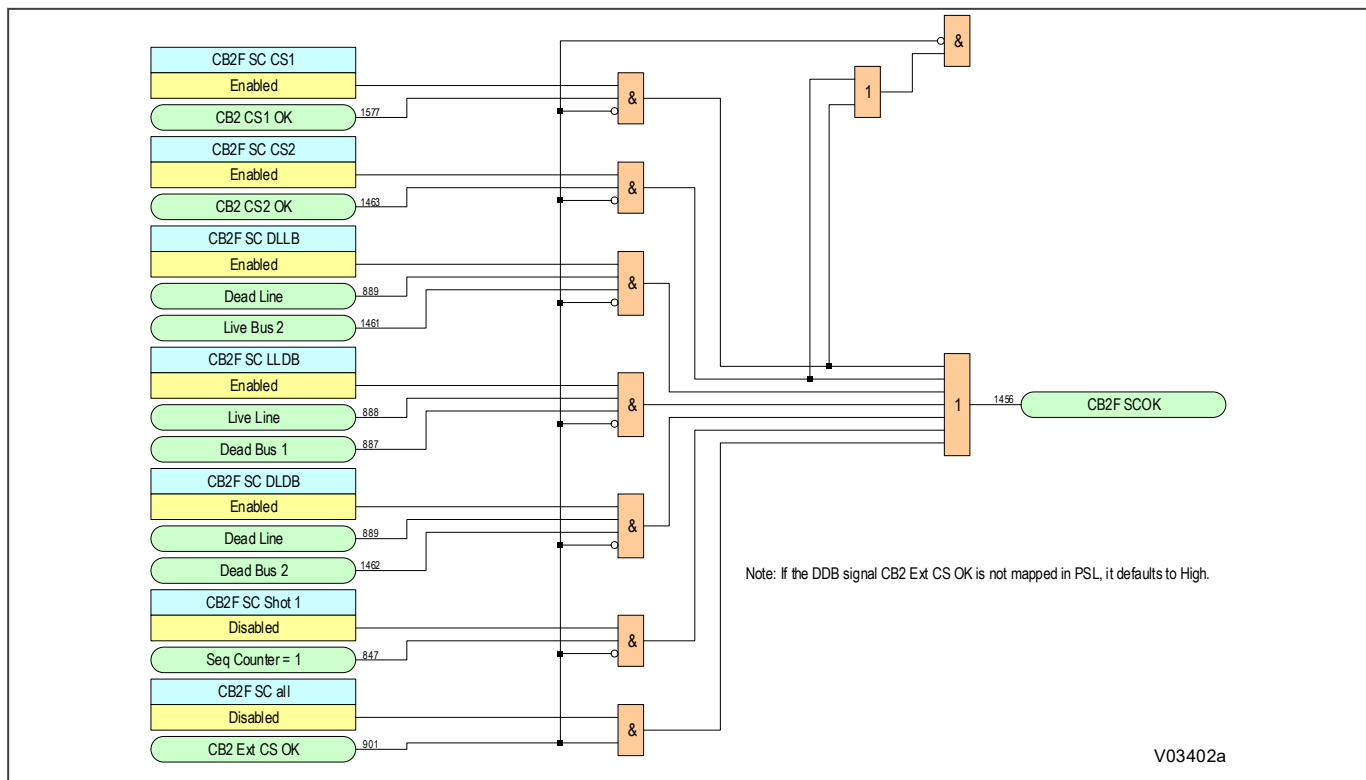 CB2F SC CS1
Enabled
CB2 CS1 OK
1577
&
CB2F SC CS2
Enabled
CB2 CS2 OK
1463
&
CB2F SC DLLB
Enabled
Dead Line
889
Live Bus 2
1461
&
CB2F SC LLDB
Enabled
Live Line
888
Dead Bus 1
887
&
CB2F SC DLDB
Enabled
Dead Line
889
Dead Bus 2
1462
&
CB2F SC Shot 1
Disabled
Seq Counter = 1
847
&
CB2F SC all
Disabled
CB2 Ext CS OK
901
&
&
1
1
1456
CB2F SCOK
Note: If the DDB signal CB2 Ext CS OK is not mapped in PSL, it defaults to High.
V03402a